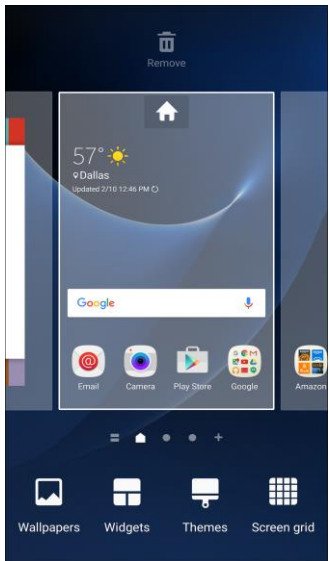 Remove
57°
Dallas
Updated 2/10 12:46 PM
Google
Email Camera Play Store Google Amazon
Wallpapers Widgets Themes Screen grid